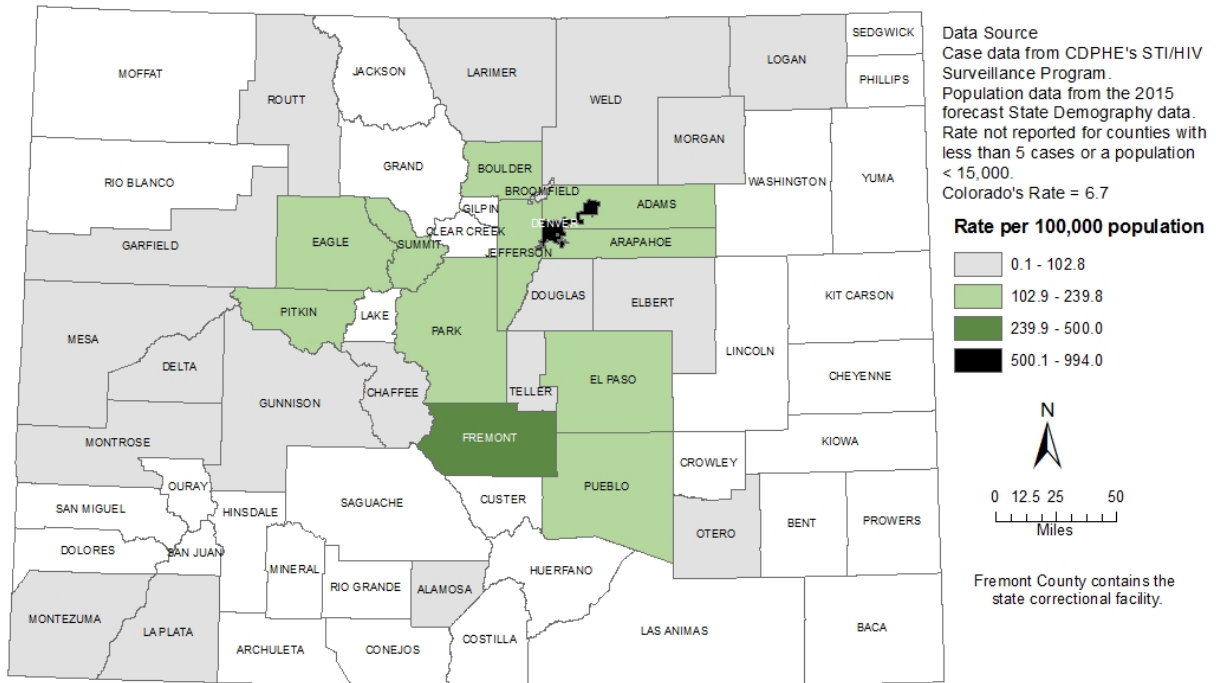 SEDGWICK
LOGAN
JACKSON
MOFFAT
LARIMER
PHILLIPS
ROUTT
WELD
MORGAN
GRAND
BOULDER
RIO BLANCO
WASHINGTON
YUMA
BROOMFIELD
GILPIN
ADAMS
DENVER
CLEAR CREEK
EAGLE
SUMMIT
GARFIELD
JEFFERSON
ARAPAHOE
DOUGLAS
ELBERT
KIT CARSON
PITKIN
LAKE
PARK
MESA
LINCOLN
DELTA
CHEYENNE
EL PASO
TELLER
CHAFFEE
GUNNISON
FREMONT
MONTROSE
KIOWA
CROWLEY
PUEBLO
OURAY
CUSTER
SAGUACHE
SAN MIGUEL
HINSDALE
BENT
PROWERS
OTERO
DOLORES
SAN JUAN
MINERAL
HUERFANO
RIO GRANDE
ALAMOSA
MONTEZUMA
LA PLATA
LAS ANIMAS
BACA
COSTILLA
ARCHULETA
CONEJOS
Data Source
Case data from CDPHE's STI/HIV
Surveillance Program.
Population data from the 2015
forecast State Demography data.
Rate not reported for counties with
less than 5 cases or a population
< 15,000.
Colorado's Rate = 6.7
Rate per 100,000 population
0.1 - 102.8
102.9 - 239.8
239.9 - 500.0
500.1 - 994.0
N
0 12.5 25 50
Miles
Fremont County contains the
state correctional facility.